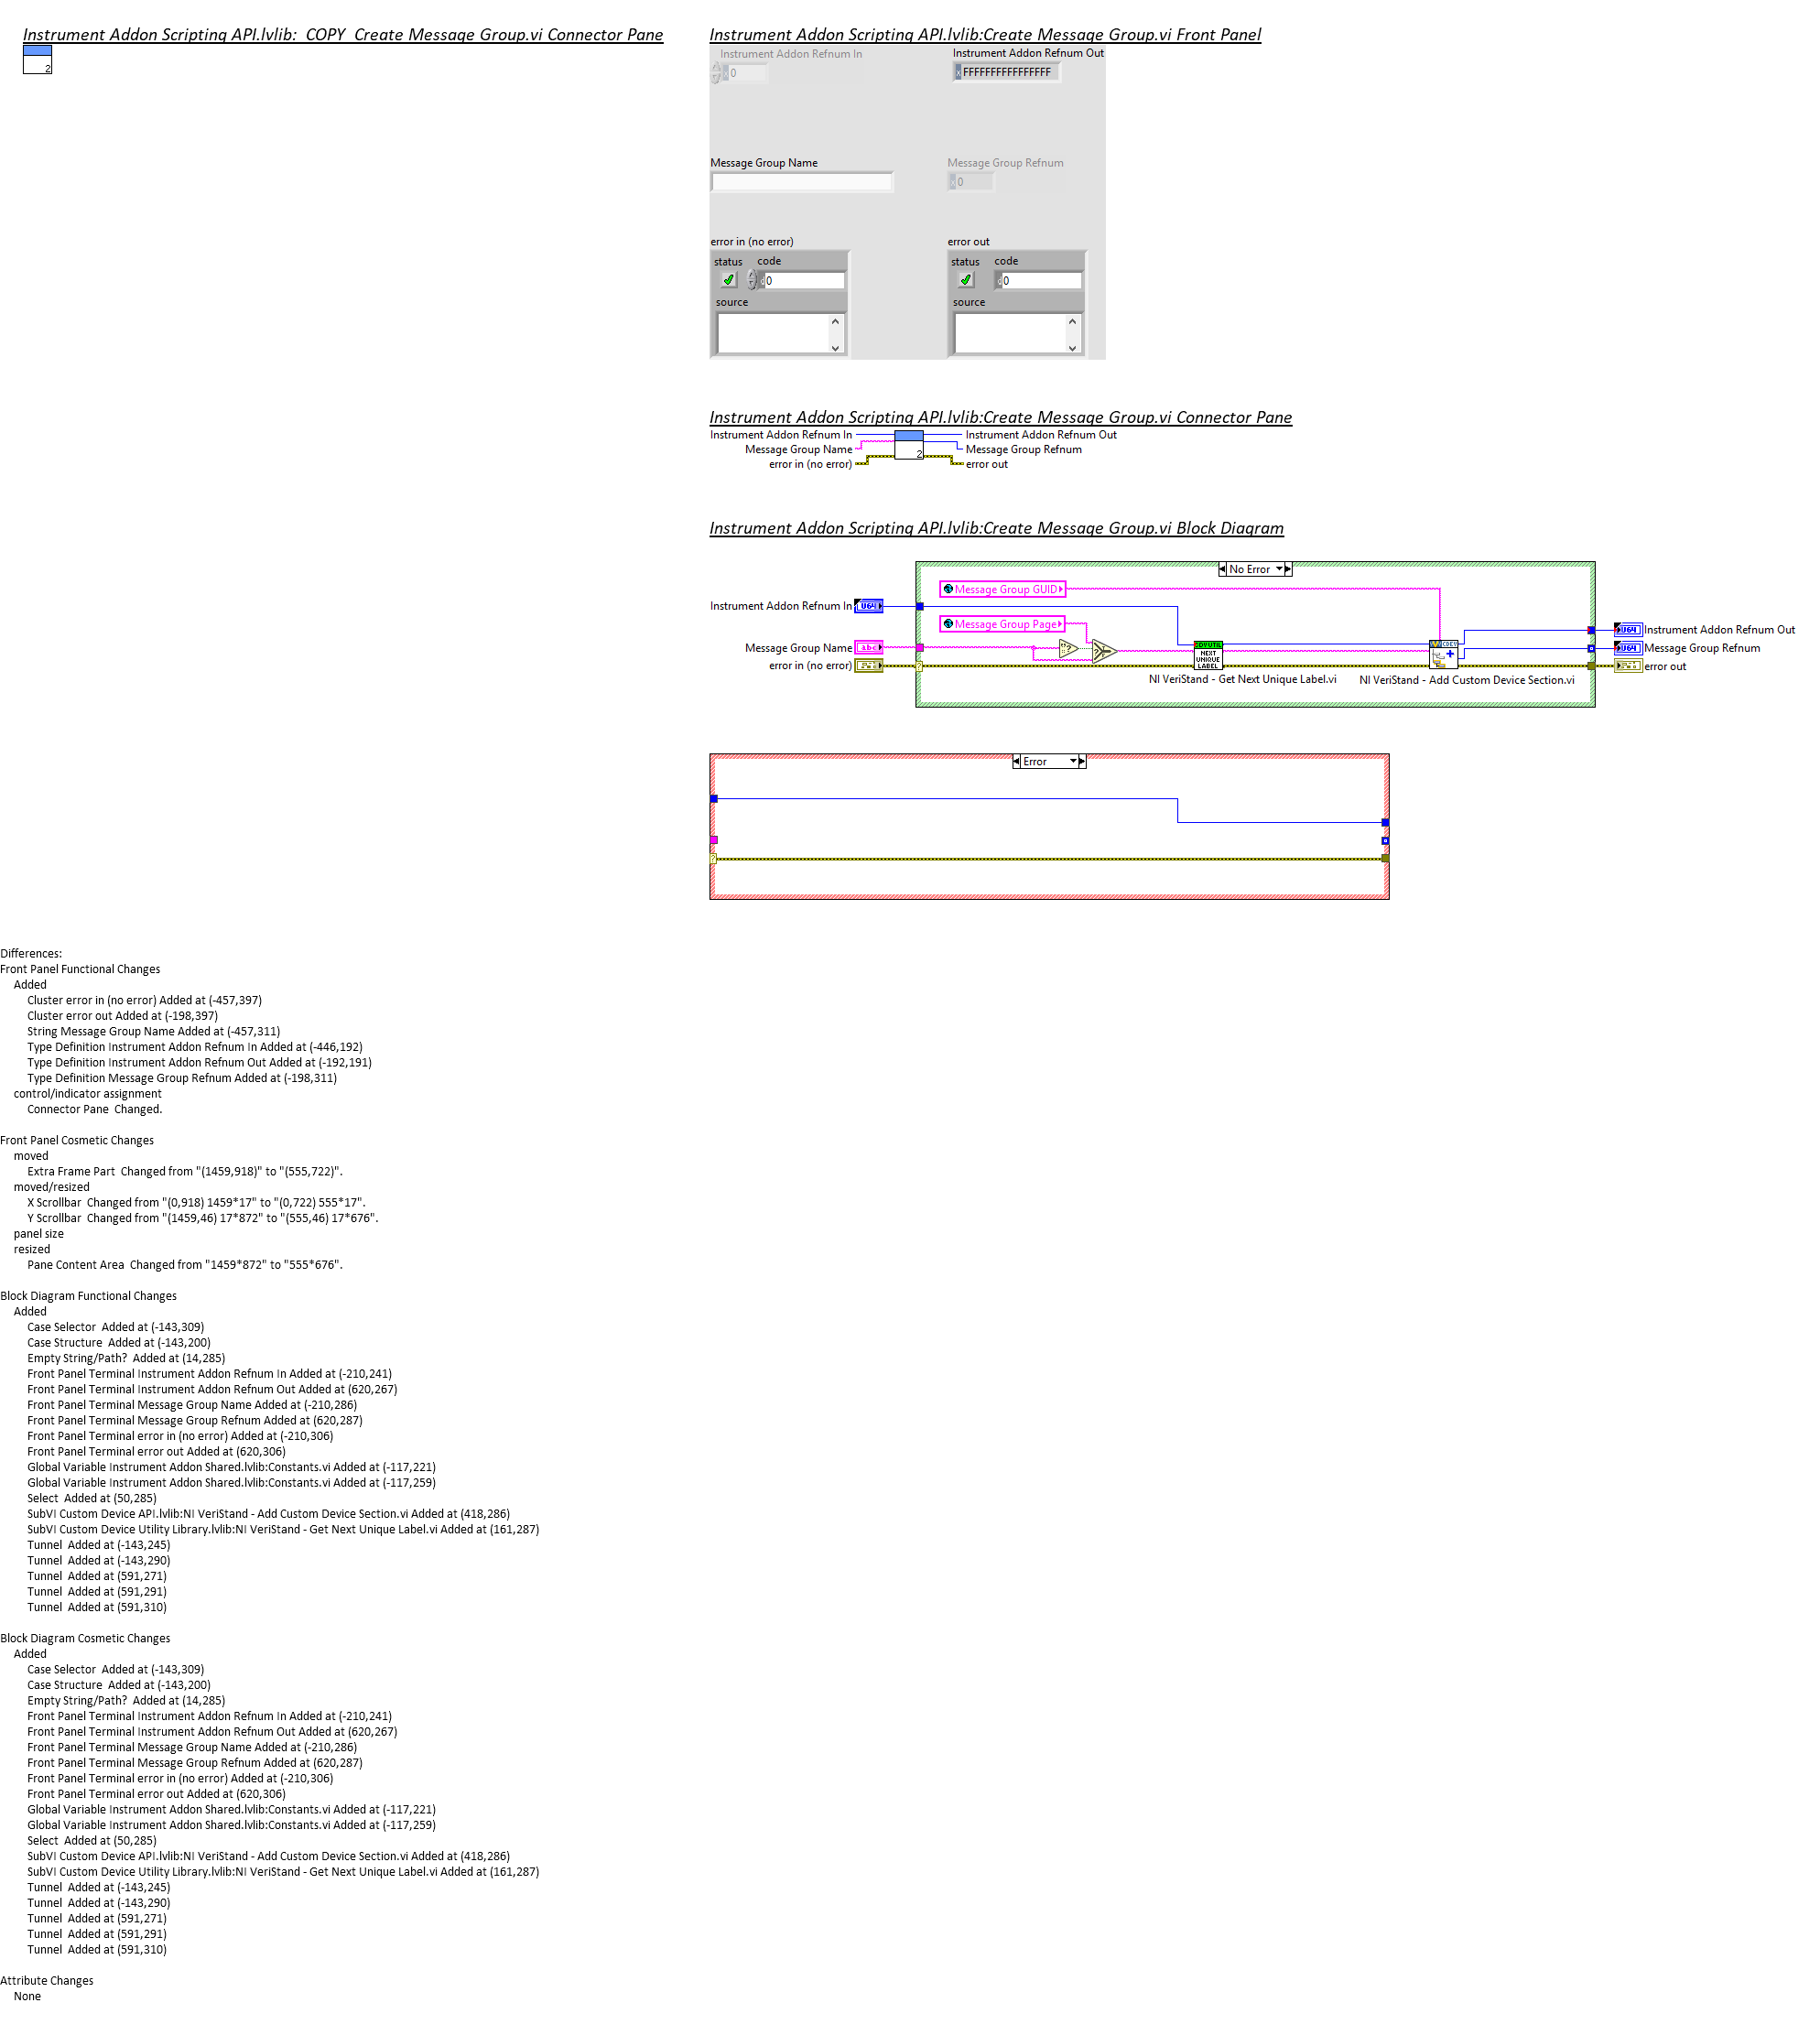 Instrument Addon Scripting API.lvlib:_COPY_Create Message Group.vi Connector Pane
2
Instrument Addon Scripting API.lvlib:Create Message Group.vi Front Panel
Instrument Addon Refnum In
Instrument Addon Refnum Out
x 0
x FFFFFFFFFFFFFFFF
Message Group Name
Message Group Refnum
x 0
error in (no error)
error out
status code
status code
0
0
source
source
Instrument Addon Scripting API.lvlib:Create Message Group.vi Connector Pane
Instrument Addon Refnum In
Instrument Addon Refnum Out
Message Group Name
Message Group Refnum
2
error in (no error)
error out
Instrument Addon Scripting API.lvlib:Create Message Group.vi Block Diagram
No Error
Message Group GUID
Instrument Addon Refnum In
U64
Message Group Page
U64
Instrument Addon Refnum Out
Message Group Name
abc
NEXT UNIQUE LABEL
U64
Message Group Refnum
error in (no error)
error out
NI VeriStand - Get Next Unique Label.vi
NI VeriStand - Add Custom Device Section.vi
Error
Differences:
Front Panel Functional Changes
Added
Cluster error in (no error) Added at (-457,397)
Cluster error out Added at (-198,397)
String Message Group Name Added at (-457,311)
Type Definition Instrument Addon Refnum In Added at (-446,192)
Type Definition Instrument Addon Refnum Out Added at (-192,191)
Type Definition Message Group Refnum Added at (-198,311)
control/indicator assignment
Connector Pane  Changed.
Front Panel Cosmetic Changes
moved
Extra Frame Part  Changed from "(1459,918)" to "(555,722)".
moved/resized
X Scrollbar  Changed from "(0,918) 1459*17" to "(0,722) 555*17".
Y Scrollbar  Changed from "(1459,46) 17*872" to "(555,46) 17*676".
panel size
resized
Pane Content Area  Changed from "1459*872" to "555*676".
Block Diagram Functional Changes
Added
Case Selector  Added at (-143,309)
Case Structure  Added at (-143,200)
Empty String/Path?  Added at (14,285)
Front Panel Terminal Instrument Addon Refnum In Added at (-210,241)
Front Panel Terminal Instrument Addon Refnum Out Added at (620,267)
Front Panel Terminal Message Group Name Added at (-210,286)
Front Panel Terminal Message Group Refnum Added at (620,287)
Front Panel Terminal error in (no error) Added at (-210,306)
Front Panel Terminal error out Added at (620,306)
Global Variable Instrument Addon Shared.lvlib:Constants.vi Added at (-117,221)
Global Variable Instrument Addon Shared.lvlib:Constants.vi Added at (-117,259)
Select  Added at (50,285)
SubVI Custom Device API.lvlib:NI VeriStand - Add Custom Device Section.vi Added at (418,286)
SubVI Custom Device Utility Library.lvlib:NI VeriStand - Get Next Unique Label.vi Added at (161,287)
Tunnel  Added at (-143,245)
Tunnel  Added at (-143,290)
Tunnel  Added at (591,271)
Tunnel  Added at (591,291)
Tunnel  Added at (591,310)
Block Diagram Cosmetic Changes
Added
Case Selector  Added at (-143,309)
Case Structure  Added at (-143,200)
Empty String/Path?  Added at (14,285)
Front Panel Terminal Instrument Addon Refnum In Added at (-210,241)
Front Panel Terminal Instrument Addon Refnum Out Added at (620,267)
Front Panel Terminal Message Group Name Added at (-210,286)
Front Panel Terminal Message Group Refnum Added at (620,287)
Front Panel Terminal error in (no error) Added at (-210,306)
Front Panel Terminal error out Added at (620,306)
Global Variable Instrument Addon Shared.lvlib:Constants.vi Added at (-117,221)
Global Variable Instrument Addon Shared.lvlib:Constants.vi Added at (-117,259)
Select  Added at (50,285)
SubVI Custom Device API.lvlib:NI VeriStand - Add Custom Device Section.vi Added at (418,286)
SubVI Custom Device Utility Library.lvlib:NI VeriStand - Get Next Unique Label.vi Added at (161,287)
Tunnel  Added at (-143,245)
Tunnel  Added at (-143,290)
Tunnel  Added at (591,271)
Tunnel  Added at (591,291)
Tunnel  Added at (591,310)
Attribute Changes
None